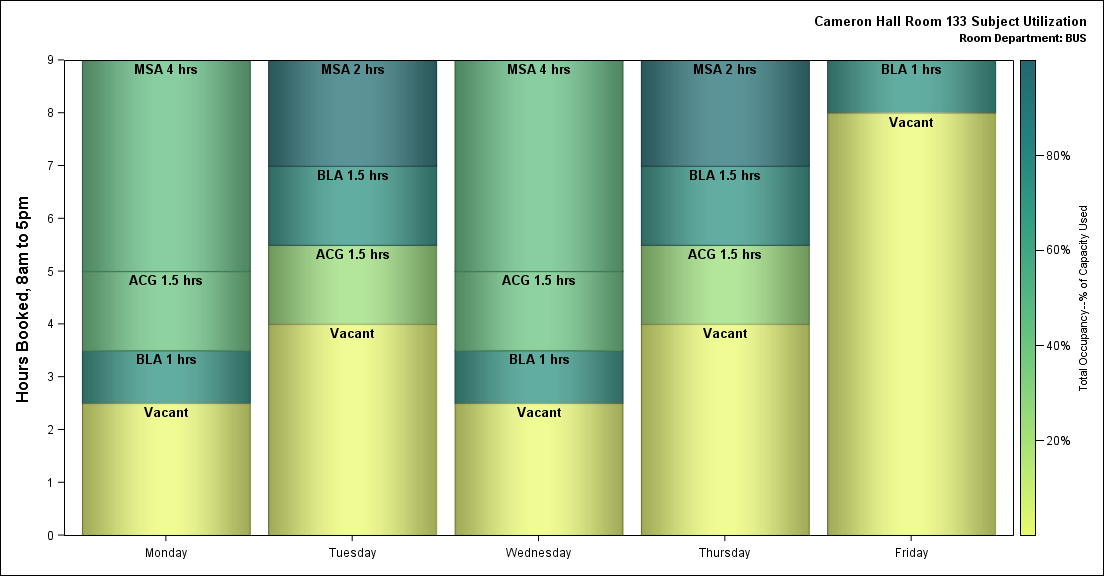 Cameron Hall Room 133 Subject Utilization
Room Department: BUS
Hours Booked, 8am to 5pm
9
8
7
6
5
4
3
2
1
0
MSA 4 hrs
ACG 1.5 hrs
BLA 1 hrs
Vacant
MSA 2 hrs
BLA 1.5 hrs
ACG 1.5 hrs
Vacant
MSA 4 hrs
ACG 1.5 hrs
BLA 1 hrs
Vacant
MSA 2 hrs
BLA 1.5 hrs
ACG 1.5 hrs
Vacant
BLA 1 hrs
Vacant
Monday
Tuesday
Wednesday
Thursday
Friday
80%
60%
40%
20%
Total Occupancy--% of Capacity Used